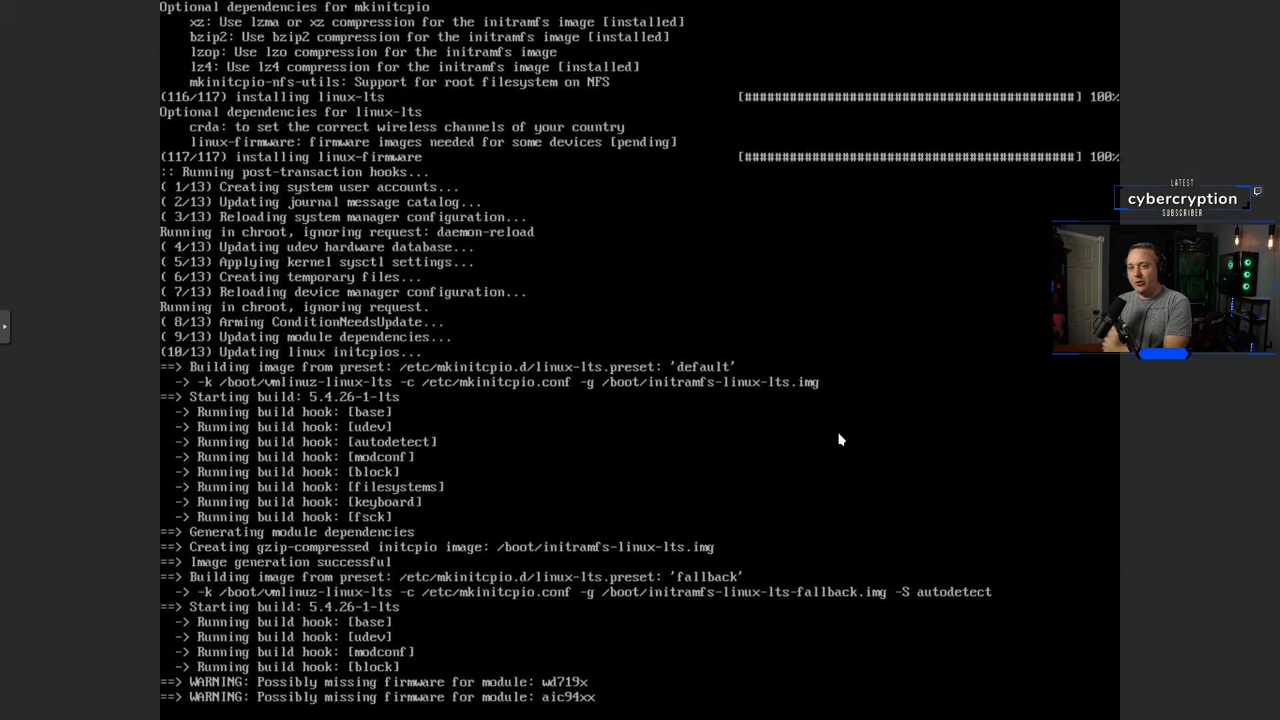 Optional dependencies for mkinitcpio
xz: Use lzma or xz compression for the initramfs image [installed]
bzip2: Use bzip2 compression for the initramfs image [installed]
lzop: Use lzo compression for the initramfs image
lz4: Use lz4 compression for the initramfs image [installed]
mkinitcpio-nfs-utils: Support for root filesystem on NFS
(116/117) installing linux-lts [############################################] 100%
Optional dependencies for linux-lts
crda: to set the correct wireless channels of your country
linux-firmware: firmware images needed for some devices [pending]
(117/117) installing linux-firmware [############################################] 100%
:: Running post-transaction hooks...
( 1/13) Creating system user accounts...
( 2/13) Updating journal message catalog...
( 3/13) Reloading system manager configuration...
Running in chroot, ignoring request: daemon-reload
( 4/13) Updating udev hardware database...
( 5/13) Applying kernel sysctl settings...
( 6/13) Creating temporary files...
( 7/13) Reloading device manager configuration...
Running in chroot, ignoring request.
( 8/13) Arming ConditionNeedsUpdate...
( 9/13) Updating module dependencies...
(10/13) Updating linux initcpios...
==> Building image from preset: /etc/mkinitcpio.d/linux-lts.preset: 'default'
-> -k /boot/vmlinuz-linux-lts -c /etc/mkinitcpio.conf -g /boot/initramfs-linux-lts.img
==> Starting build: 5.4.26-1-lts
-> Running build hook: [base]
-> Running build hook: [udev]
-> Running build hook: [autodetect]
-> Running build hook: [modconf]
-> Running build hook: [block]
-> Running build hook: [filesystems]
-> Running build hook: [keyboard]
-> Running build hook: [fsck]
==> Generating module dependencies
==> Creating gzip-compressed initcpio image: /boot/initramfs-linux-lts.img
==> Image generation successful
==> Building image from preset: /etc/mkinitcpio.d/linux-lts.preset: 'fallback'
-> -k /boot/vmlinuz-linux-lts -c /etc/mkinitcpio.conf -g /boot/initramfs-linux-lts-fallback.img -S autodetect
==> Starting build: 5.4.26-1-lts
-> Running build hook: [base]
-> Running build hook: [udev]
-> Running build hook: [modconf]
-> Running build hook: [block]
==> WARNING: Possibly missing firmware for module: wd719x
==> WARNING: Possibly missing firmware for module: aic94xx
LATEST
cybercryption
SUBSCRIBER